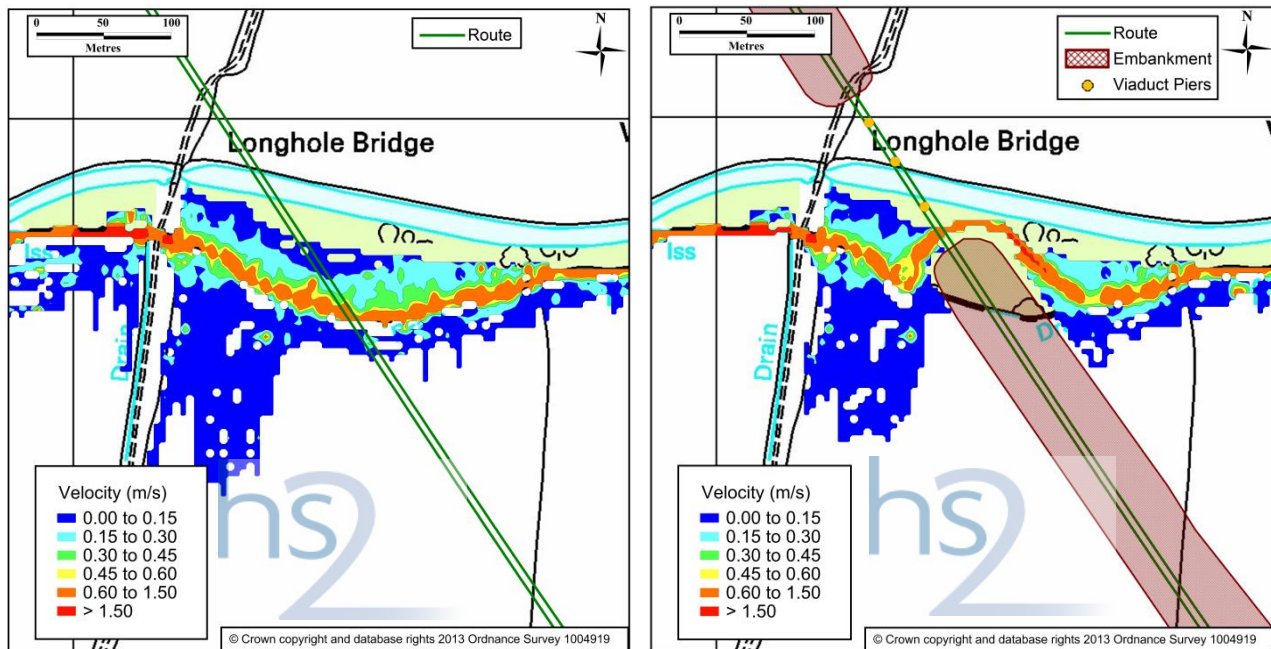 0 50 100
Metres
Route
N
Longhole Bridge
V
Iss
Drain
Velocity (m/s)
0.00 to 0.15
0.15 to 0.30
0.30 to 0.45
0.45 to 0.60
0.60 to 1.50
> 1.50
hs2
© Crown copyright and database rights 2013 Ordnance Survey 1004919
0 50 100
Metres
Route
Embankment
Viaduct Piers
N
Longhole Bridge
V
Iss
Drain
D
Velocity (m/s)
0.00 to 0.15
0.15 to 0.30
0.30 to 0.45
0.45 to 0.60
0.60 to 1.50
> 1.50
hs2
© Crown copyright and database rights 2013 Ordnance Survey 1004919